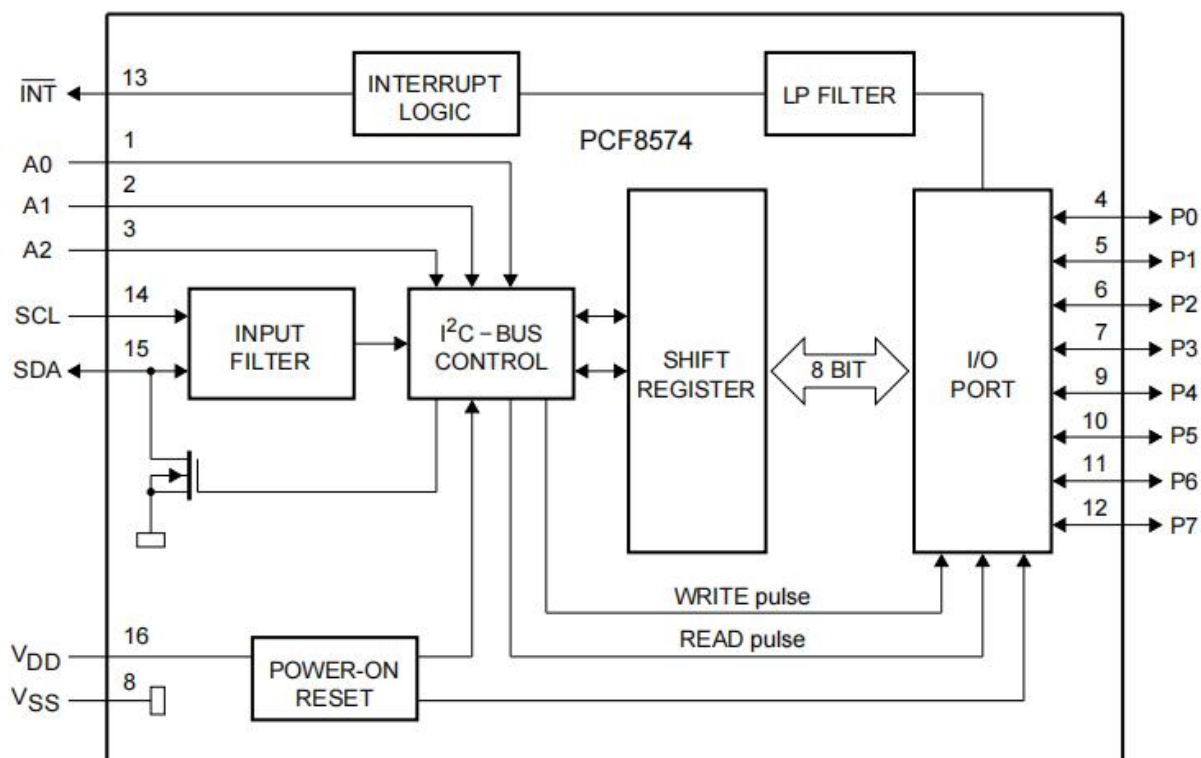 13
INT
INTERRUPT
LOGIC
LP FILTER
PCF8574
1
A0
2
A1
3
A2
14
SCL
15
SDA
INPUT
FILTER
I²C – BUS
CONTROL
SHIFT
REGISTER
8 BIT
I/O
PORT
4
P0
5
P1
6
P2
7
P3
9
P4
10
P5
11
P6
12
P7
WRITE pulse
READ pulse
16
VDD
8
VSS
POWER-ON
RESET